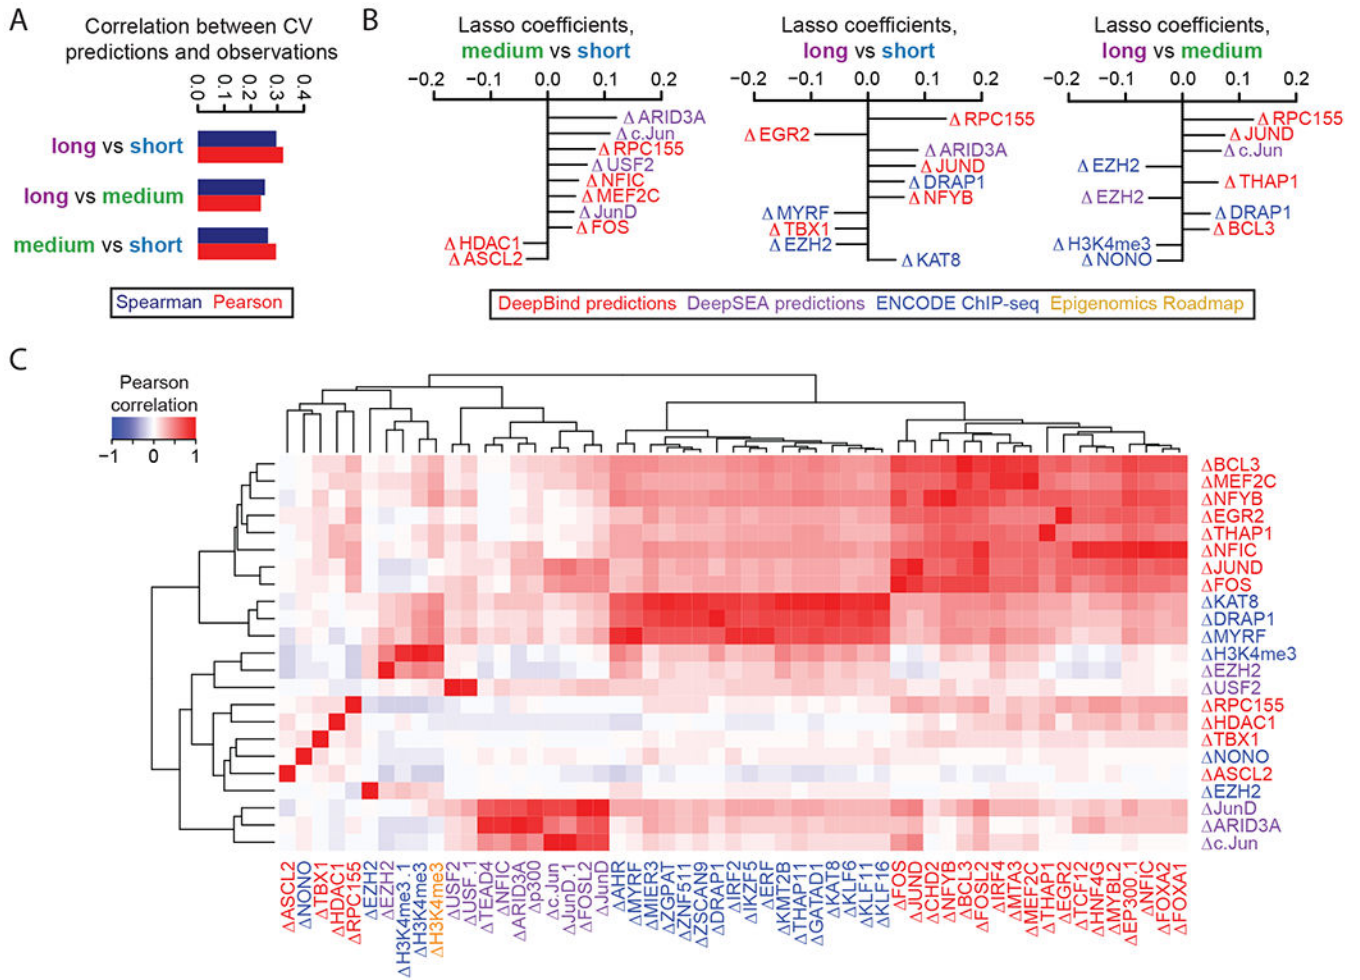 A
Correlation between CV
predictions and observations
0.0 0.1 0.2 0.3 0.4
long vs short
long vs medium
medium vs short
Spearman Pearson
B
Lasso coefficients,
medium vs short
−0.2 −0.1 0.0 0.1 0.2
Δ ARID3A
Δ c.Jun
Δ RPC155
Δ USF2
Δ NFIC
Δ MEF2C
Δ JunD
Δ FOS
Δ HDAC1
Δ ASCL2
Lasso coefficients,
long vs short
−0.2 −0.1 0.0 0.1 0.2
Δ RPC155
Δ EGR2
Δ ARID3A
Δ JUND
Δ DRAP1
Δ NFYB
Δ MYRF
Δ TBX1
Δ EZH2
Δ KAT8
Lasso coefficients,
long vs medium
−0.2 −0.1 0.0 0.1 0.2
Δ RPC155
Δ JUND
Δ c.Jun
Δ EZH2
Δ THAP1
Δ EZH2
Δ DRAP1
Δ BCL3
Δ H3K4me3
Δ NONO
DeepBind predictions DeepSEA predictions ENCODE ChIP-seq Epigenomics Roadmap
C
Pearson
correlation
−1 0 1
ΔBCL3
ΔMEF2C
ΔNFYB
ΔEGR2
ΔTHAP1
ΔNFIC
ΔJUND
ΔFOS
ΔKAT8
ΔDRAP1
ΔMYRF
ΔH3K4me3
ΔEZH2
ΔUSF2
ΔRPC155
ΔHDAC1
ΔTBX1
ΔNONO
ΔASCL2
ΔEZH2
ΔJunD
ΔARID3A
Δc.Jun
ΔASCL2
ΔNONO
ΔTBX1
ΔHDAC1
ΔRPC155
ΔEZH2
ΔEZH2
ΔH3K4me3.1
ΔH3K4me3
ΔH3K4me3
ΔUSF2
ΔUSF.1
ΔTEAD4
ΔNFIC
ΔARID3A
Δp300
Δc.Jun
ΔJunD.1
ΔFOSL2
ΔJunD
ΔAHR
ΔMYRF
ΔMIER3
ΔZGPAT
ΔZNF511
ΔZSCAN9
ΔDRAP1
ΔIRF2
ΔIKZF5
ΔERF
ΔKMT2B
ΔTHAP11
ΔGATAD1
ΔKAT8
ΔKLF6
ΔKLF11
ΔKLF16
ΔFOS
ΔJUND
ΔCHD2
ΔNFYB
ΔBCL3
ΔFOSL2
ΔIRF4
ΔMTA3
ΔMEF2C
ΔTHAP1
ΔEGR2
ΔTCF12
ΔHNF4G
ΔMYBL2
ΔEP300.1
ΔNFIC
ΔFOXA2
ΔFOXA1